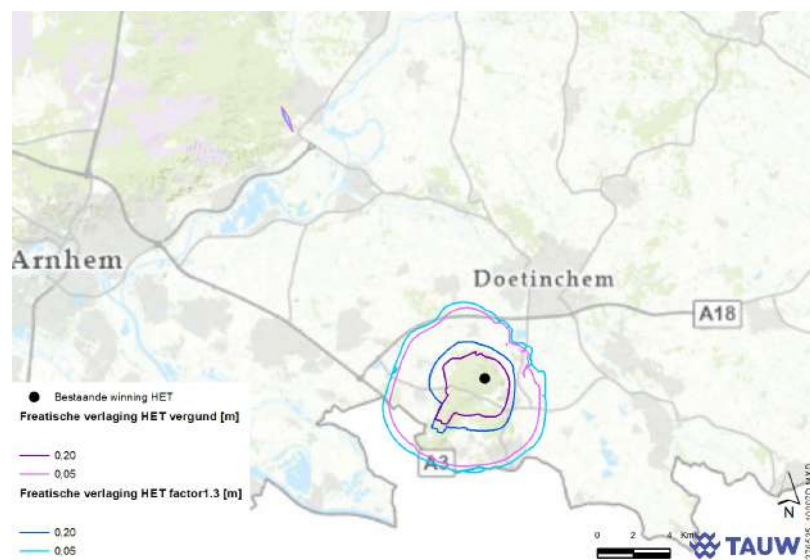 Arnhem
Doetinchem
A18
A3
Bestaande winning HET
Freatische verlaging HET vergund [m]
0,20
0,05
Freatische verlaging HET factor1.3 [m]
0,20
0,05
N
0 2 4 Km
TAUW